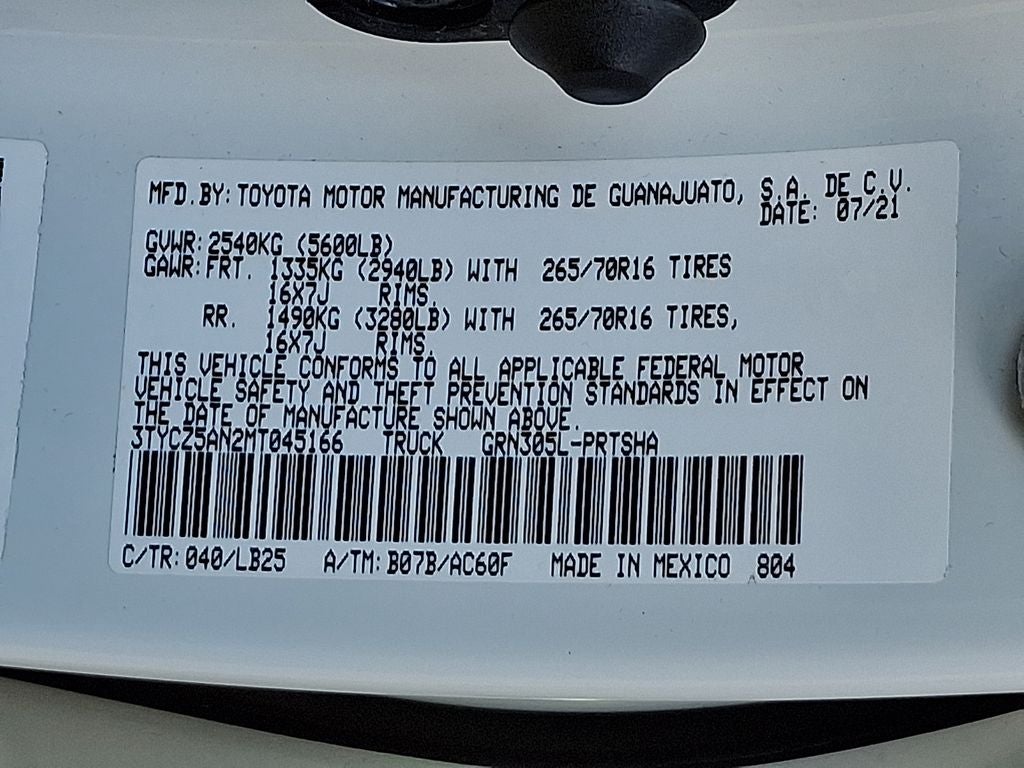 MFD.BY: TOYOTA MOTOR MANUFACTURING DE GUANAJUATO, S.A. DE C.V.
DATE: 07/21
GVWR: 2540KG (5600LB)
GAWR: FRT. 1335KG (2940LB) WITH 265/70R16 TIRES
16X7J RIMS,
RR. 1490KG (3280LB) WITH 265/70R16 TIRES,
16X7J RIMS,
THIS VEHICLE CONFORMS TO ALL APPLICABLE FEDERAL MOTOR
VEHICLE SAFETY AND THEFT PREVENTION STANDARDS IN EFFECT ON
THE DATE OF MANUFACTURE SHOWN ABOVE.
3TYCZ5AN2MT045166 TRUCK GRN305L-PRTSHA
C/TR: 040/LB25 A/TM: B07B/AC60F MADE IN MEXICO 804